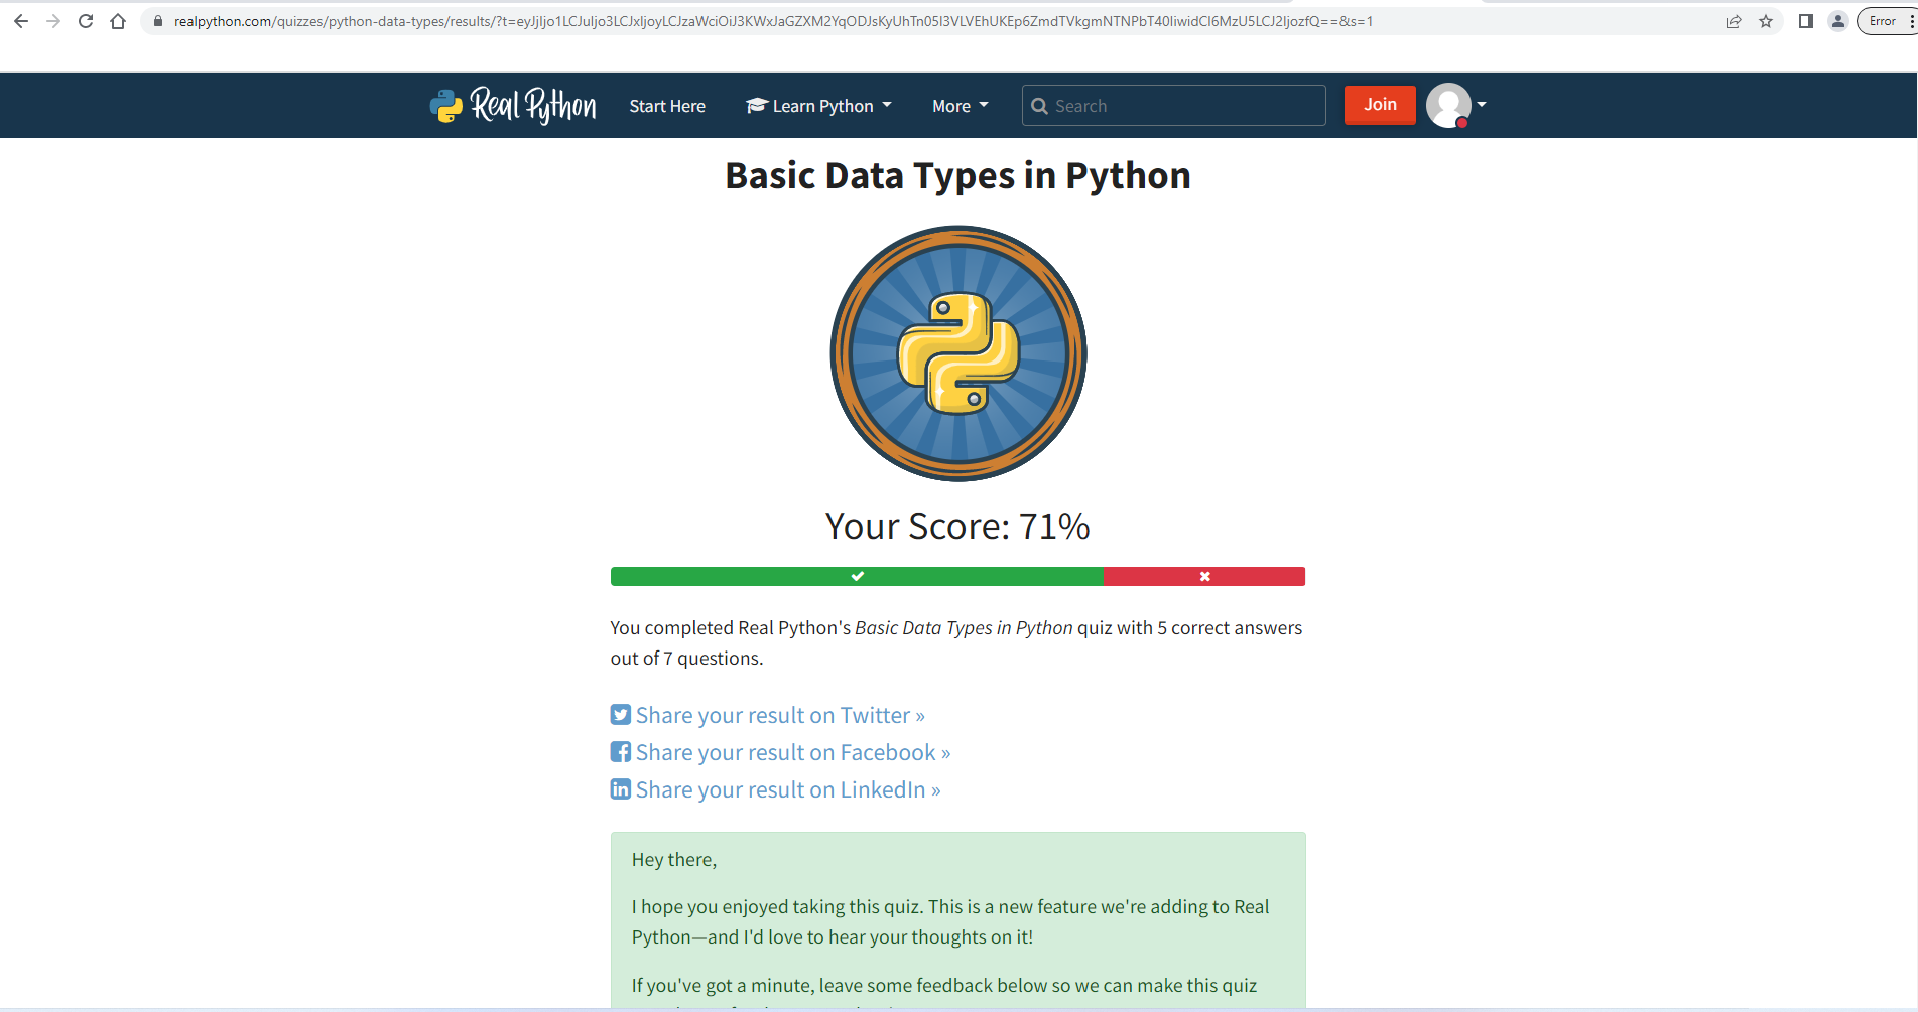 realpython.com/quizzes/python-data-types/results/?t=eyJjIjo1LCJuIjo3LCJxIjoyLCJzaWciOiJ3KWxJaGZXM2YqODJsKyUhTn05I3VLVEhUKEp6ZmdTVkgmNTNPbT40IiwidCI6MzU5LCJ2IjozfQ==&s=1
Error
Real Python
Start Here
Learn Python
More
Search
Join
Basic Data Types in Python
Your Score: 71%
You completed Real Python's Basic Data Types in Python quiz with 5 correct answers
out of 7 questions.
Share your result on Twitter »
Share your result on Facebook »
Share your result on LinkedIn »
Hey there,
I hope you enjoyed taking this quiz. This is a new feature we're adding to Real
Python—and I'd love to hear your thoughts on it!
If you've got a minute, leave some feedback below so we can make this quiz